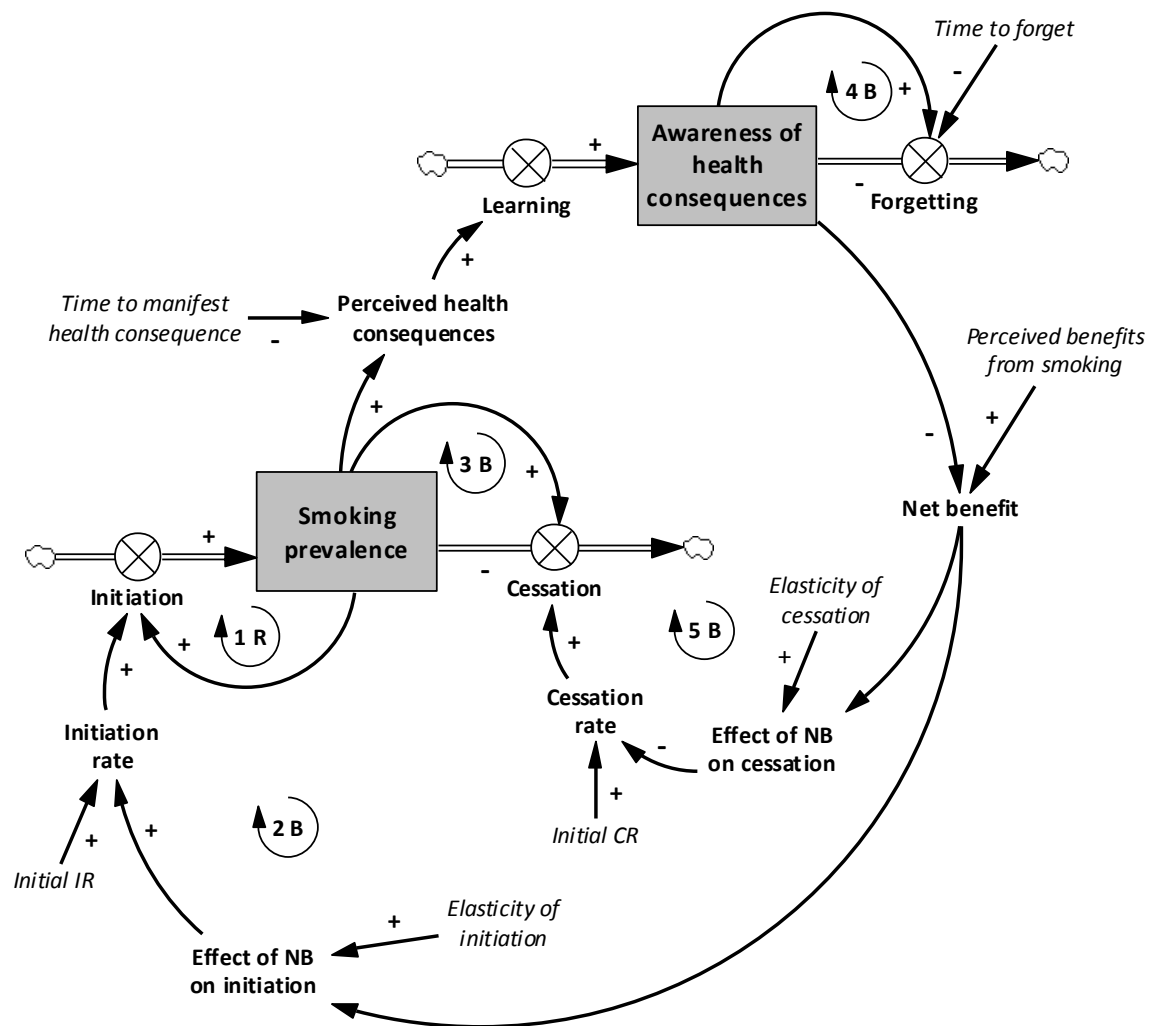 Time to forget
-
4 B
+
Awareness of
health
consequences
+
-
Learning
Forgetting
+
Time to manifest
health consequence
-
Perceived health
consequences
Perceived benefits
from smoking
+
+
-
3 B
+
Smoking
prevalence
Net benefit
+
-
Initiation
Cessation
Elasticity of
cessation
1 R
+
+
5 B
+
+
Cessation
rate
Initiation
rate
Effect of NB
on cessation
-
+
2 B
+
+
Initial CR
Initial IR
Elasticity of
initiation
+
Effect of NB
on initiation